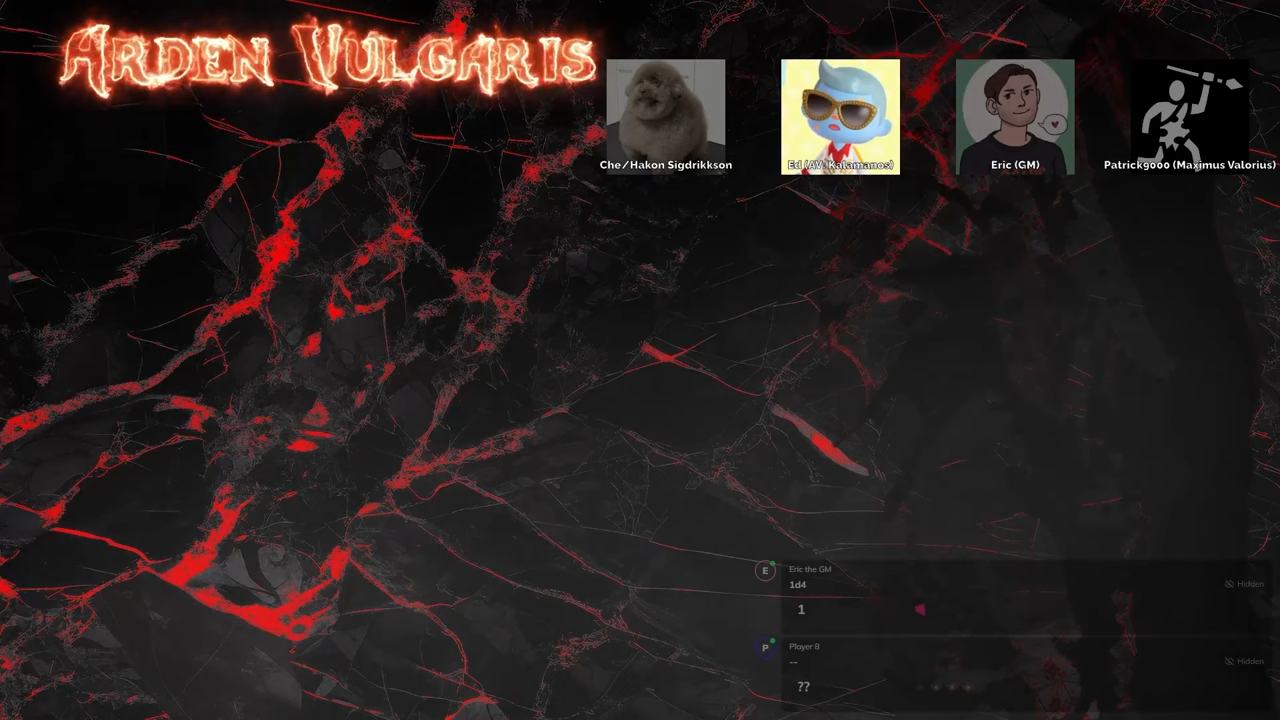 ARDEN VULGARIS
Che/Hakon Sigdrikkson
Ed (AV: Kalamanos)
Eric (GM)
Patrick9000 (Maximus Valorius)
E
Eric the GM
1d4
Hidden
1
P
Player 8
--
Hidden
??